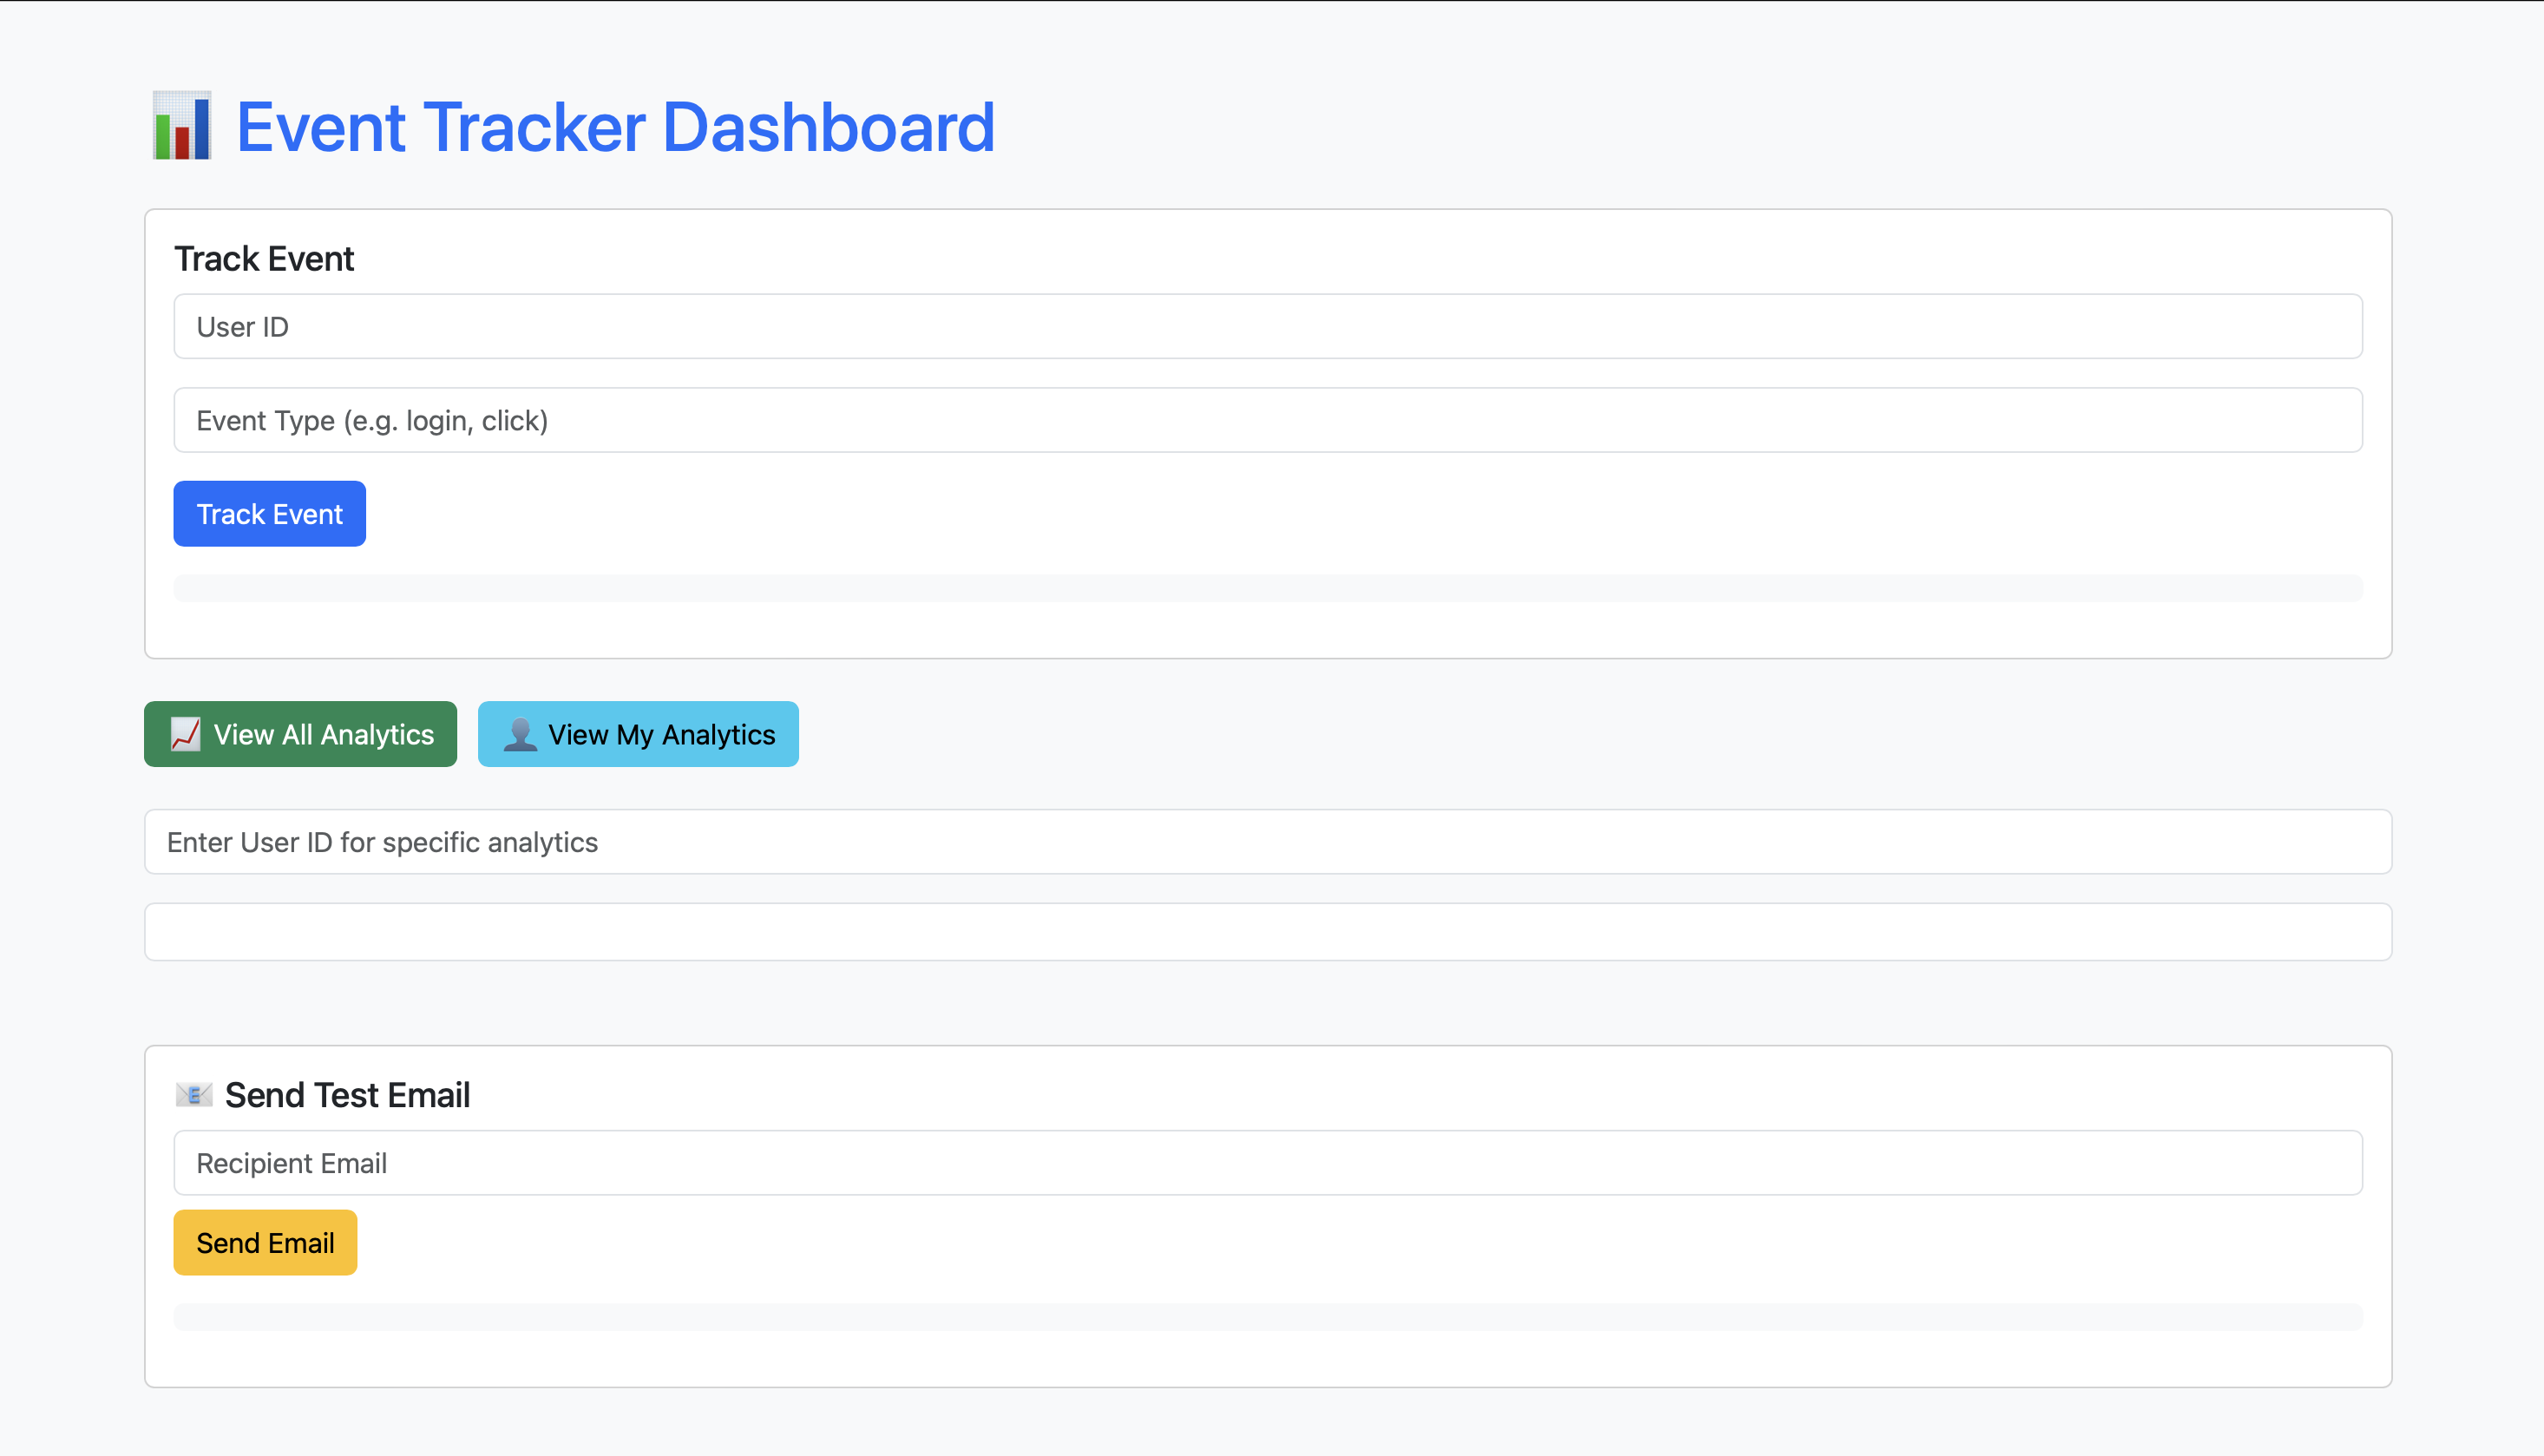 Event Tracker Dashboard
Track Event
User ID
Event Type (e.g. login, click)
Track Event
View All Analytics
View My Analytics
Enter User ID for specific analytics
Send Test Email
Recipient Email
Send Email